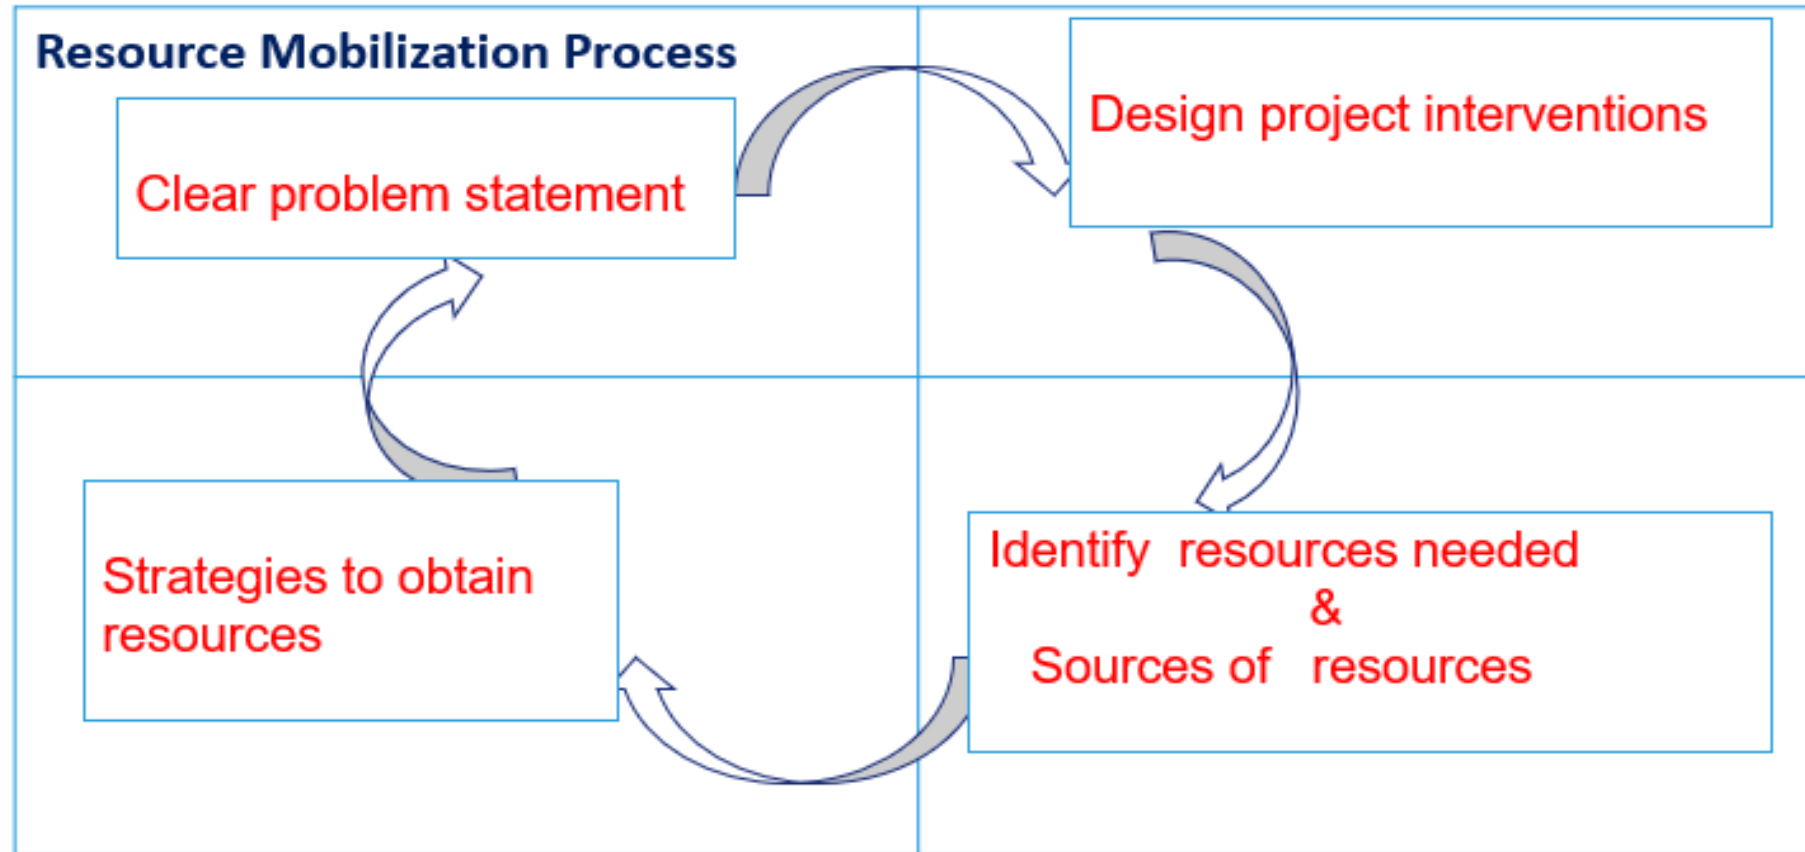 Resource Mobilization Process
Clear problem statement
Design project interventions
Identify resources needed
&
Sources of resources
Strategies to obtain
resources